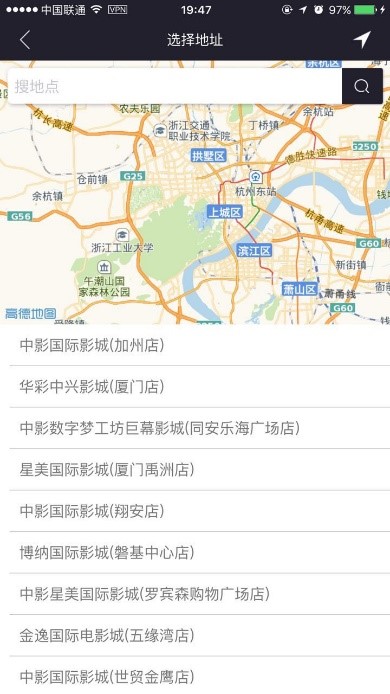 中国联通 VPN 19:47 97%
选择地址
搜地点
余杭区
农夫乐园
余杭站
杭长高速
浙江交通
职业技术学院
丁桥镇
拱墅区
德胜快速路
S250
仓前镇
G25
余杭镇
杭州东站
G56
上城区
杭甬高速
浙江工业大学
滨江区
G60
午潮山国
家森林公园
新街镇
萧山区
萧甬线
G60
高德地图
中影国际影城(加州店)
华彩中兴影城(厦门店)
中影数字梦工坊巨幕影城(同安乐海广场店)
星美国际影城(厦门禹洲店)
中影国际影城(翔安店)
博纳国际影城(磐基中心店)
中影星美国际影城(罗宾森购物广场店)
金逸国际电影城(五缘湾店)
中影国际影城(世贸金鹰店)